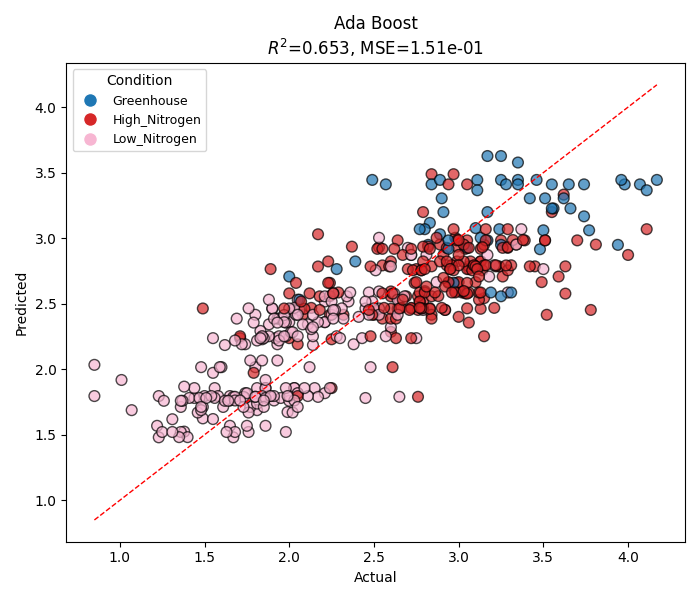 Ada Boost
$R^2$=0.653, MSE=1.51e-01
Condition
Greenhouse
High_Nitrogen
Low_Nitrogen
4.0
3.5
3.0
2.5
2.0
1.5
1.0
Predicted
1.0 1.5 2.0 2.5 3.0 3.5 4.0
Actual